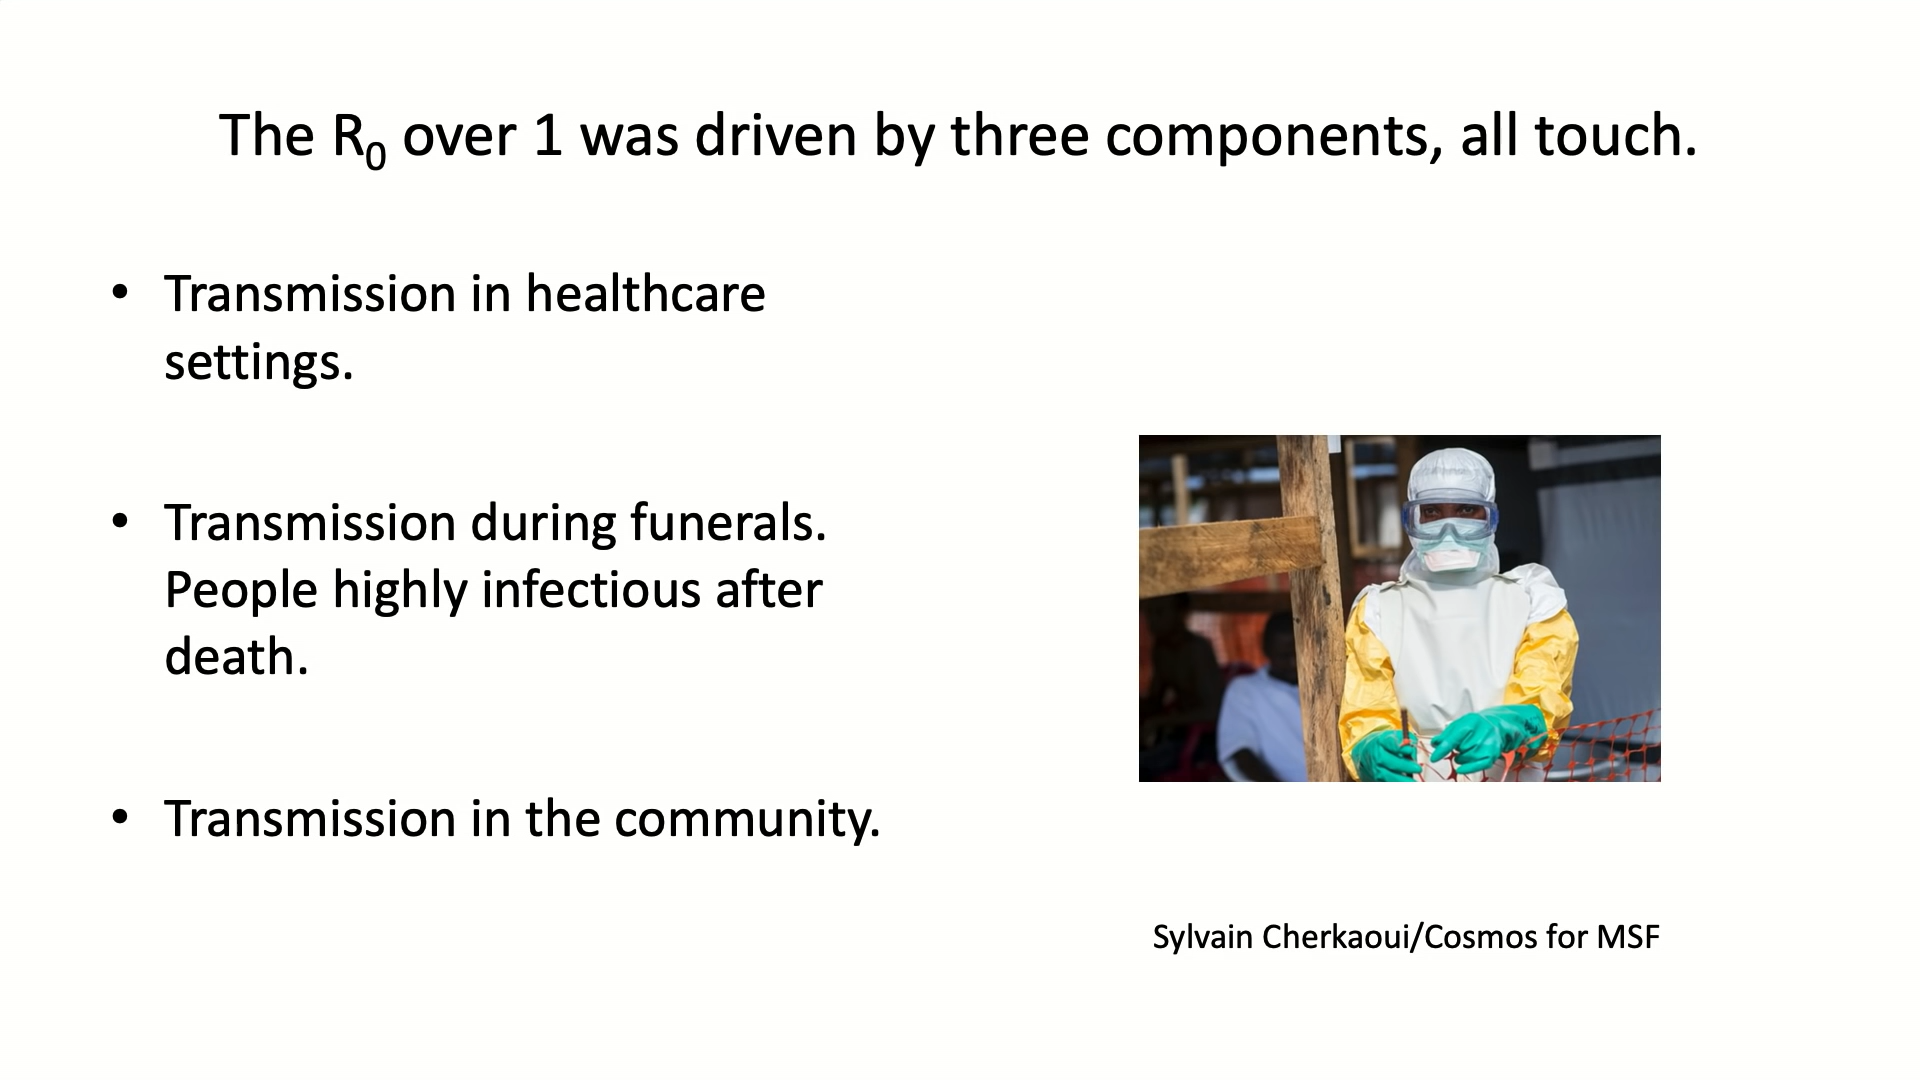 The R₀ over 1 was driven by three components, all touch.
• Transmission in healthcare
settings.
• Transmission during funerals.
People highly infectious after
death.
• Transmission in the community.
Sylvain Cherkaoui/Cosmos for MSF